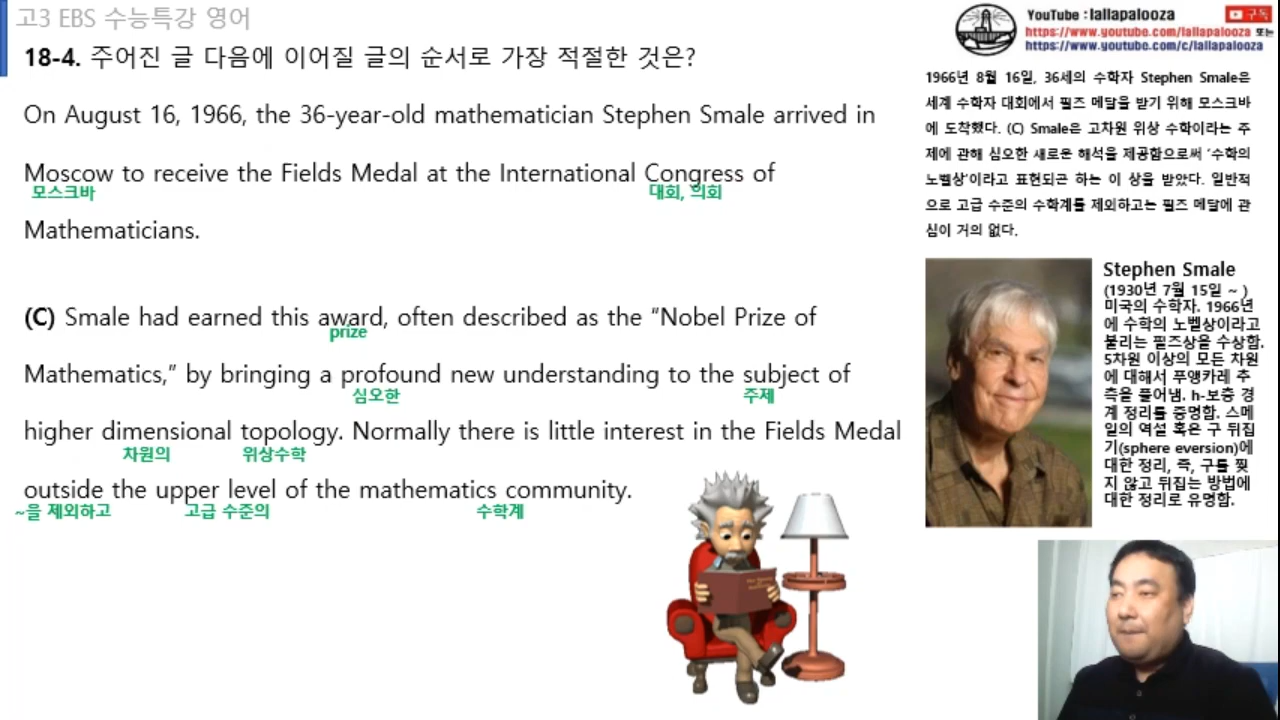 고3 EBS 수능특강 영어
18-4. 주어진 글 다음에 이어질 글의 순서로 가장 적절한 것은?
On August 16, 1966, the 36-year-old mathematician Stephen Smale arrived in
Moscow to receive the Fields Medal at the International Congress of
모스크바 대회, 의회
Mathematicians.
(C) Smale had earned this award, often described as the "Nobel Prize of
prize
Mathematics," by bringing a profound new understanding to the subject of
심오한 주제
higher dimensional topology. Normally there is little interest in the Fields Medal
차원의 위상수학
outside the upper level of the mathematics community.
~을 제외하고 고급 수준의 수학계
YouTube : lallapalooza 구독
https://www.youtube.com/lallapalooza 또는
https://www.youtube.com/c/lallapalooza
1966년 8월 16일, 36세의 수학자 Stephen Smale은
세계 수학자 대회에서 필즈 메달을 받기 위해 모스크바
에 도착했다. (C) Smale은 고차원 위상 수학이라는 주
제에 관해 심오한 새로운 해석을 제공함으로써 '수학의
노벨상'이라고 표현되곤 하는 이 상을 받았다. 일반적
으로 고급 수준의 수학계를 제외하고는 필즈 메달에 관
심이 거의 없다.
Stephen Smale
(1930년 7월 15일 ~ )
미국의 수학자. 1966년
에 수학의 노벨상이라고
불리는 필즈상을 수상함.
5차원 이상의 모든 차원
에 대해서 푸앵카레 추
측을 풀어냄. h-보충 경
계 정리를 증명함. 스메
일의 역설 혹은 구 뒤집
기(sphere eversion)에
대한 정리, 즉, 구를 찢
지 않고 뒤집는 방법에
대한 정리로 유명함.